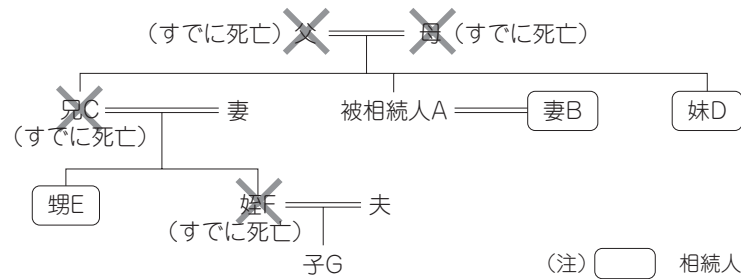 (すでに死亡) 父 母 (すでに死亡)
兄C 妻 被相続人A 妻B 妹D
(すでに死亡)
甥E 姪F 夫
(すでに死亡)
子G
(注) 相続人